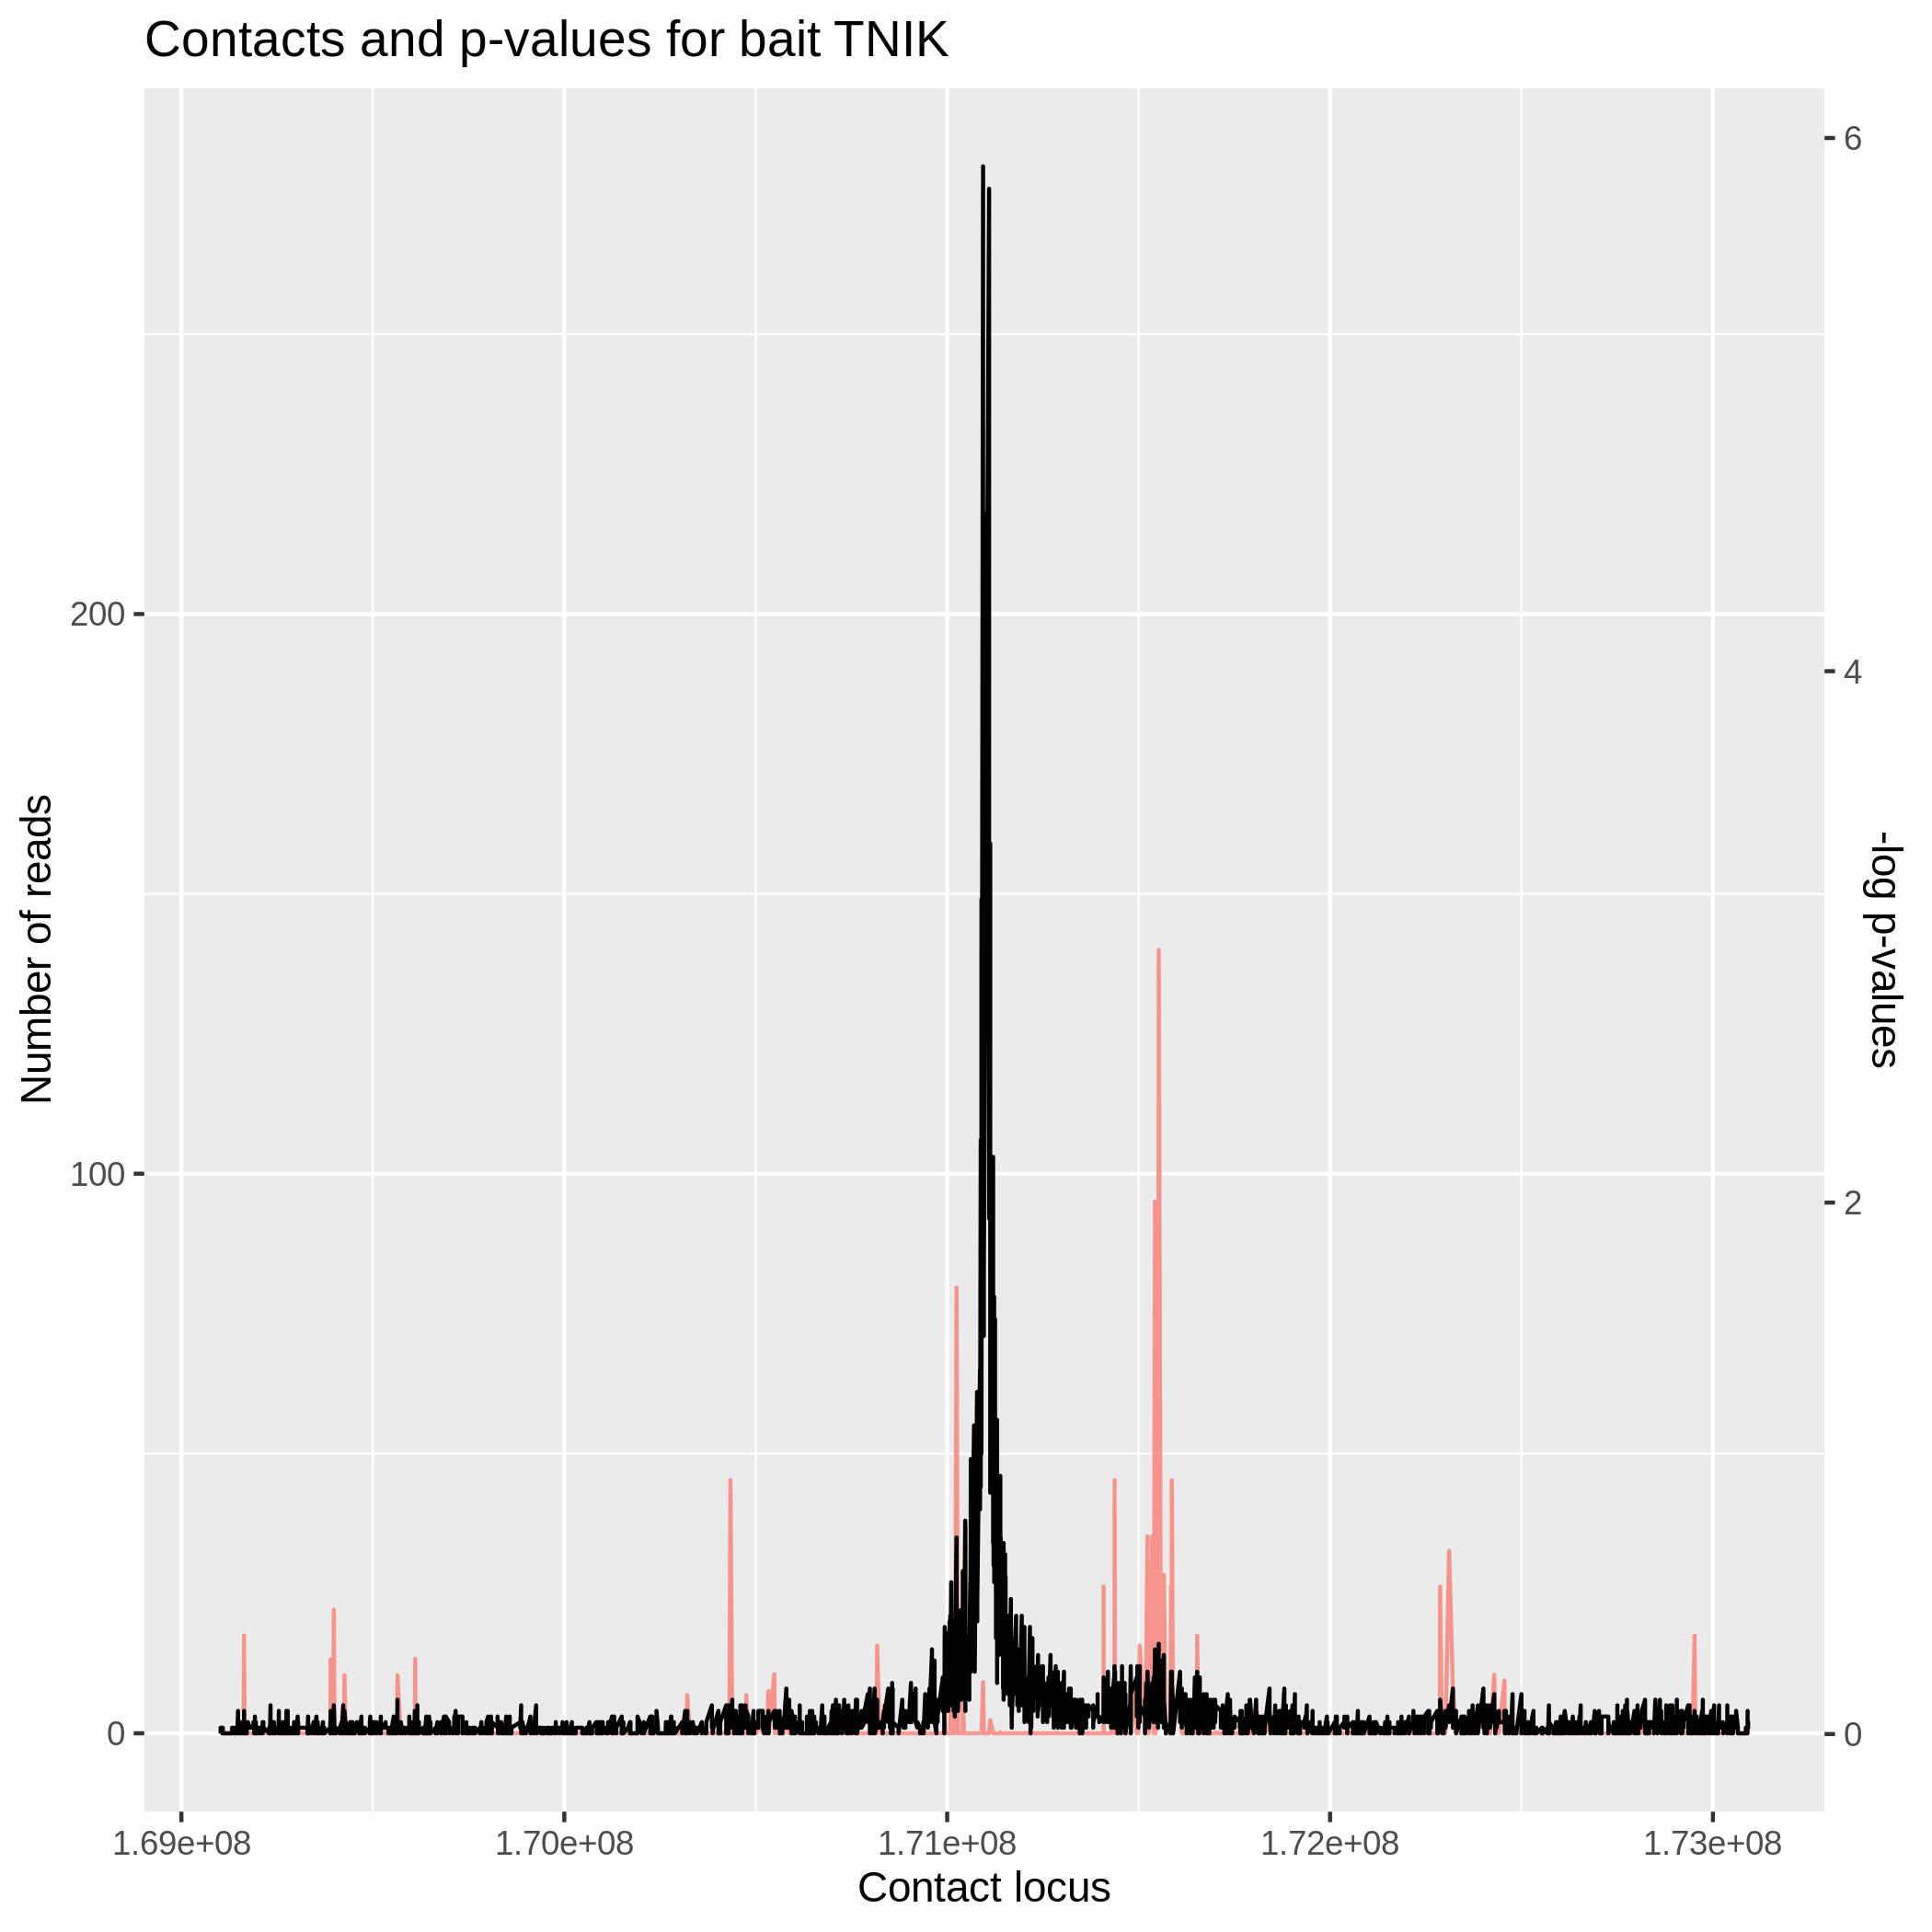 Contacts and p-values for bait TNIK
Number of reads
200
100
0
6
4
2
0
-log p-values
1.69e+08 1.70e+08 1.71e+08 1.72e+08 1.73e+08
Contact locus